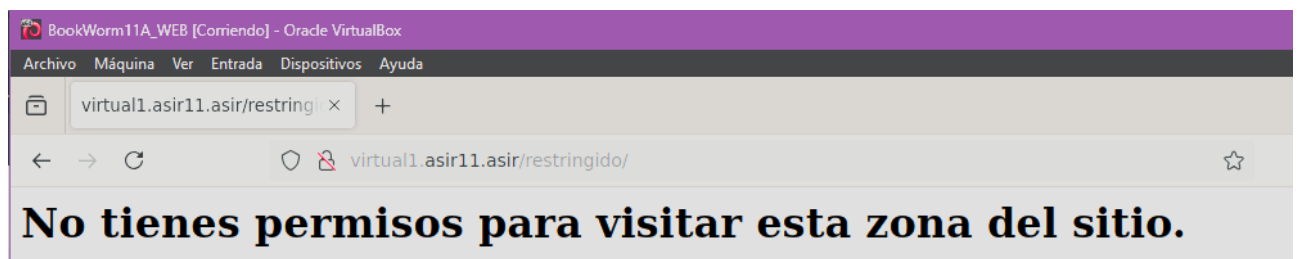 BookWorm11A_WEB [Corriendo] - Oracle VirtualBox
Archivo Máquina Ver Entrada Dispositivos Ayuda
virtual1.asir11.asir/restringi
virtual1.asir11.asir/restringido/
No tienes permisos para visitar esta zona del sitio.